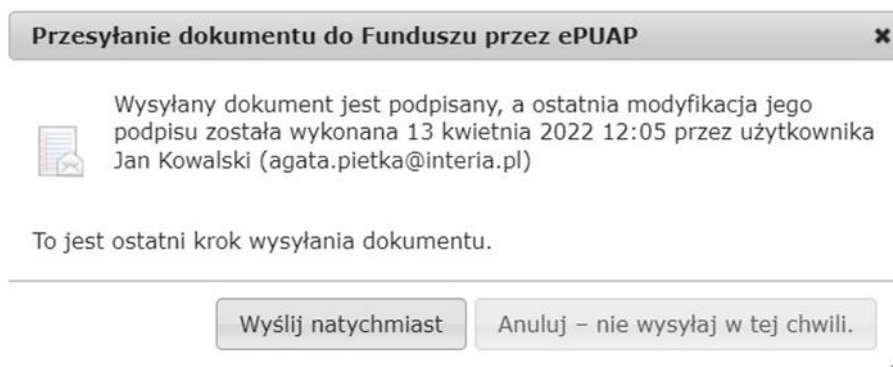 Przesyłanie dokumentu do Funduszu przez ePUAP
Wysyłany dokument jest podpisany, a ostatnia modyfikacja jego
podpisu została wykonana 13 kwietnia 2022 12:05 przez użytkownika
Jan Kowalski (agata.pietka@interia.pl)
To jest ostatni krok wysyłania dokumentu.
Wyślij natychmiast
Anuluj – nie wysyłaj w tej chwili.